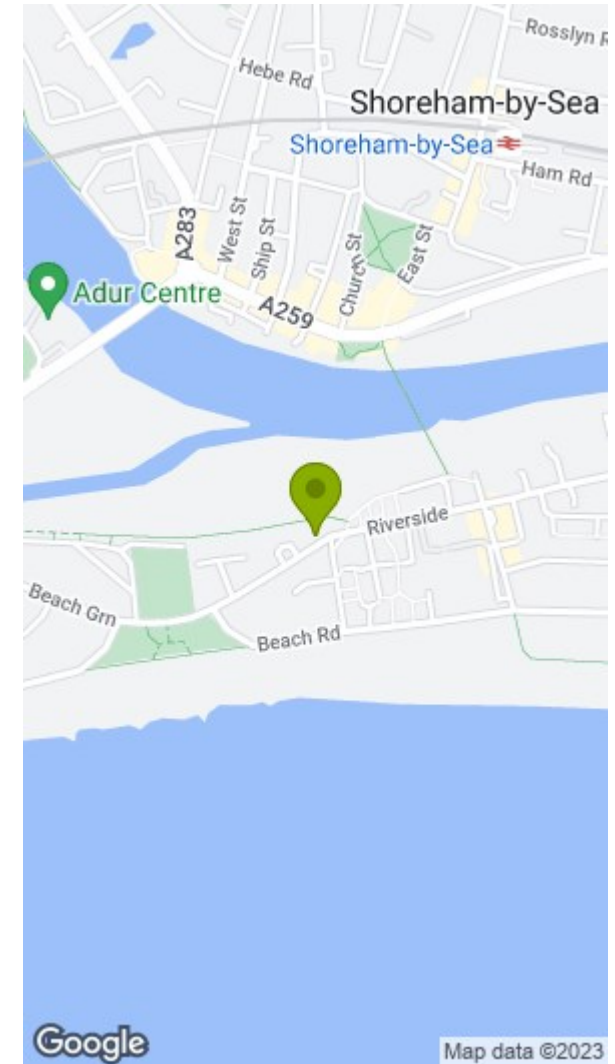 Rosslyn R
Hebe Rd
Shoreham-by-Sea
Shoreham-by-Sea
Ham Rd
A283
West St
Ship St
Church St
East St
Adur Centre
A259
Riverside
Beach Grn
Beach Rd
Google
Map data ©2023